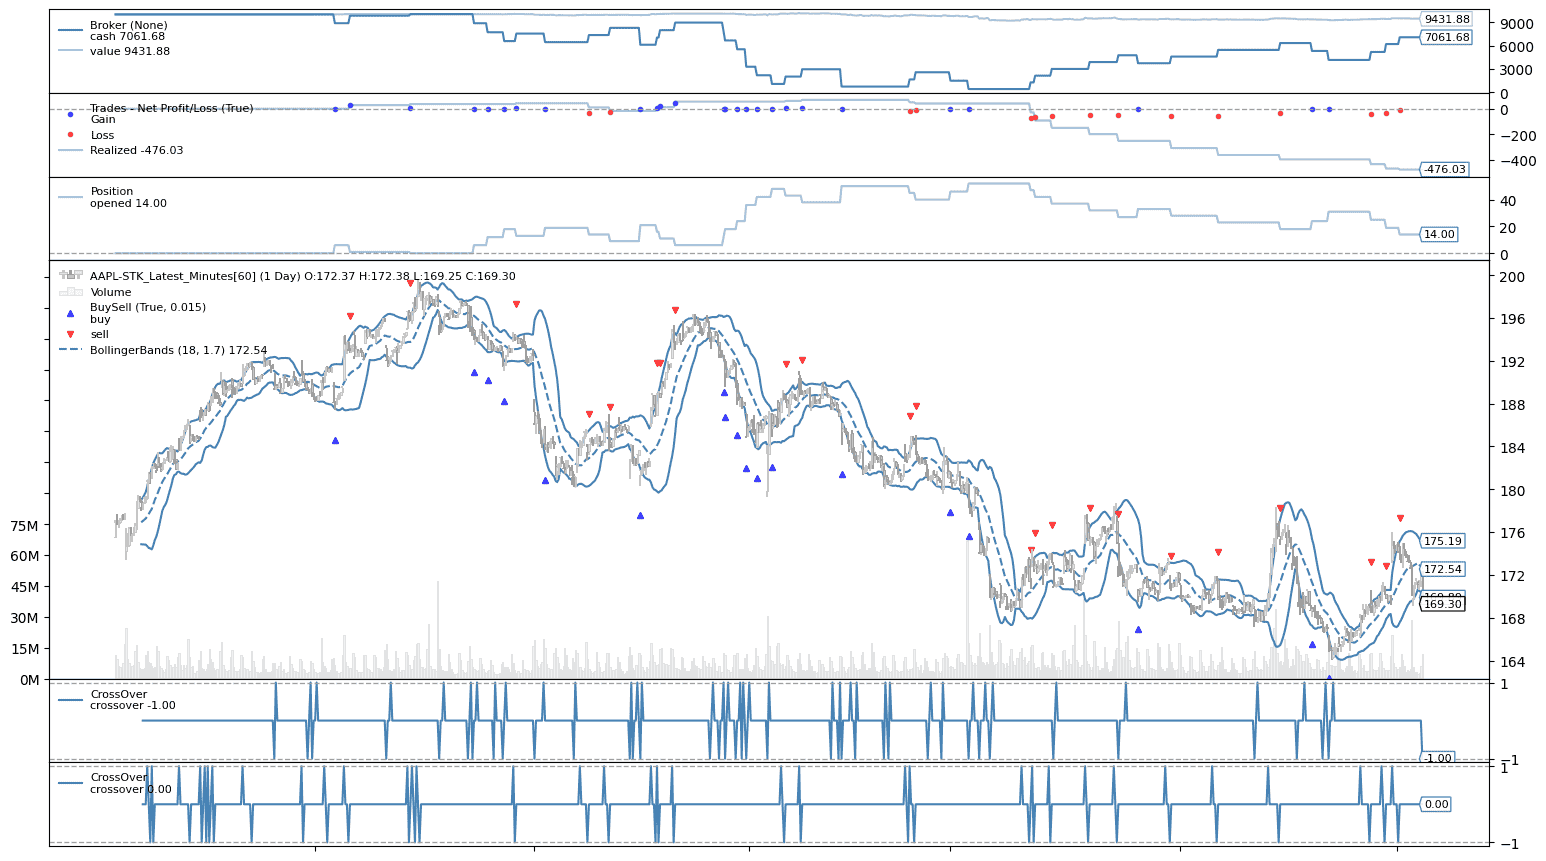 Broker (None)
cash 7061.68
value 9431.88
9431.88
7061.68
9000
6000
3000
0
Trades - Net Profit/Loss (True)
Gain
Loss
Realized -476.03
0
−200
−400
-476.03
Position
opened 14.00
40
20
0
14.00
AAPL-STK_Latest_Minutes[60] (1 Day) O:172.37 H:172.38 L:169.25 C:169.30
Volume
BuySell (True, 0.015)
buy
sell
BollingerBands (18, 1.7) 172.54
200
196
192
188
184
180
176
172
168
164
75M
60M
45M
30M
15M
0M
175.19
172.54
169.30
CrossOver
crossover -1.00
1
−1
-1.00
CrossOver
crossover 0.00
1
−1
0.00